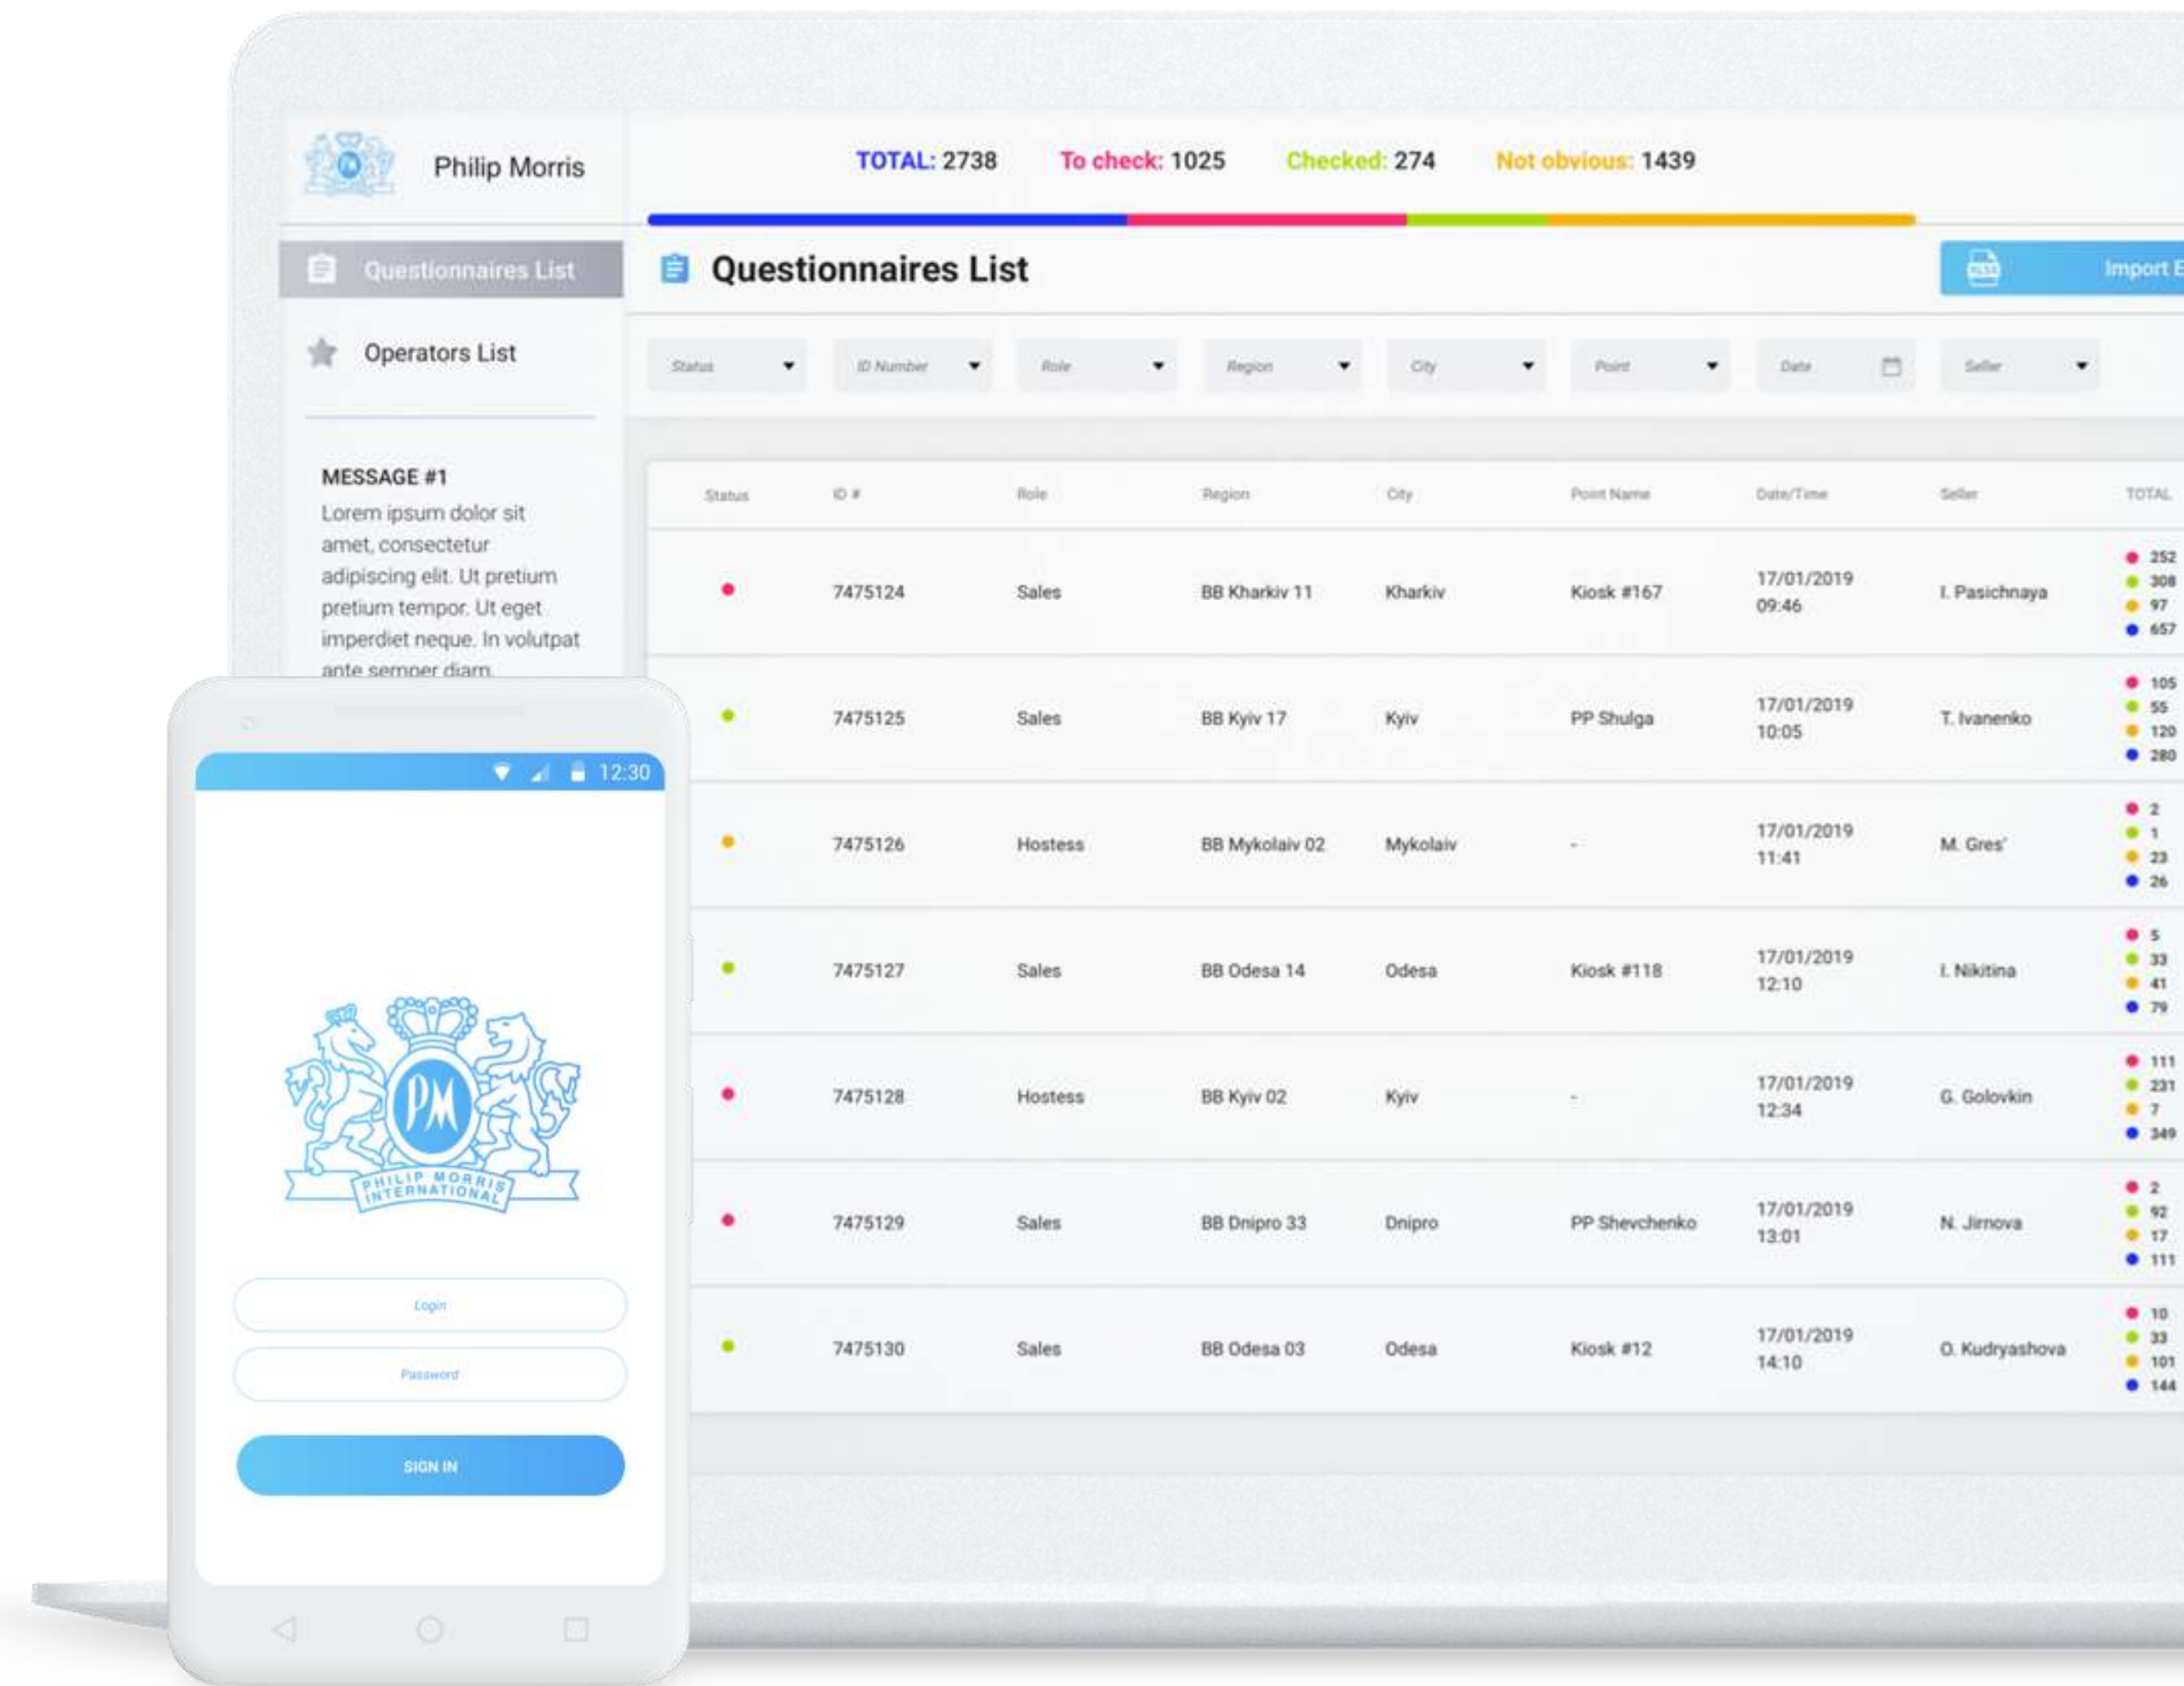 Philip Morris
TOTAL: 2738 To check: 1025 Checked: 274 Not obvious: 1439
Questionnaires List
Operators List
MESSAGE #1
Lorem ipsum dolor sit
amet, consectetur
adipiscing elit. Ut pretium
pretium tempor. Ut eget
imperdiet neque. In volutpat
ante semper diam,
Questionnaires List
Import E
Status ID Number Role Region City Point Date Seller
Status ID # Role Region City Point Name Date/Time Seller TOTAL
7475124 Sales BB Kharkiv 11 Kharkiv Kiosk #167 17/01/2019 09:46 I. Pasichnaya 252 308 97 657
7475125 Sales BB Kyiv 17 Kyiv PP Shulga 17/01/2019 10:05 T. Ivanenko 105 55 120 280
7475126 Hostess BB Mykolaiv 02 Mykolaiv - 17/01/2019 11:41 M. Gres' 2 1 23 26
7475127 Sales BB Odesa 14 Odesa Kiosk #118 17/01/2019 12:10 I. Nikitina 5 33 41 79
7475128 Hostess BB Kyiv 02 Kyiv - 17/01/2019 12:34 G. Golovkin 111 231 7 349
7475129 Sales BB Dnipro 33 Dnipro PP Shevchenko 17/01/2019 13:01 N. Jirnova 2 92 17 111
7475130 Sales BB Odesa 03 Odesa Kiosk #12 17/01/2019 14:10 O. Kudryashova 10 33 101 144
12:30
PM
PHILIP MORRIS
INTERNATIONAL
Login
Password
SIGN IN